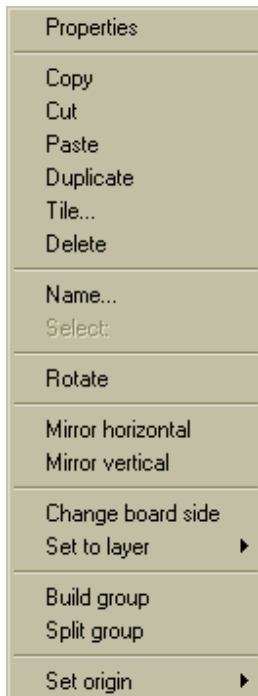 Properties
Copy
Cut
Paste
Duplicate
Tile...
Delete
Name...
Select:
Rotate
Mirror horizontal
Mirror vertical
Change board side
Set to layer
Build group
Split group
Set origin